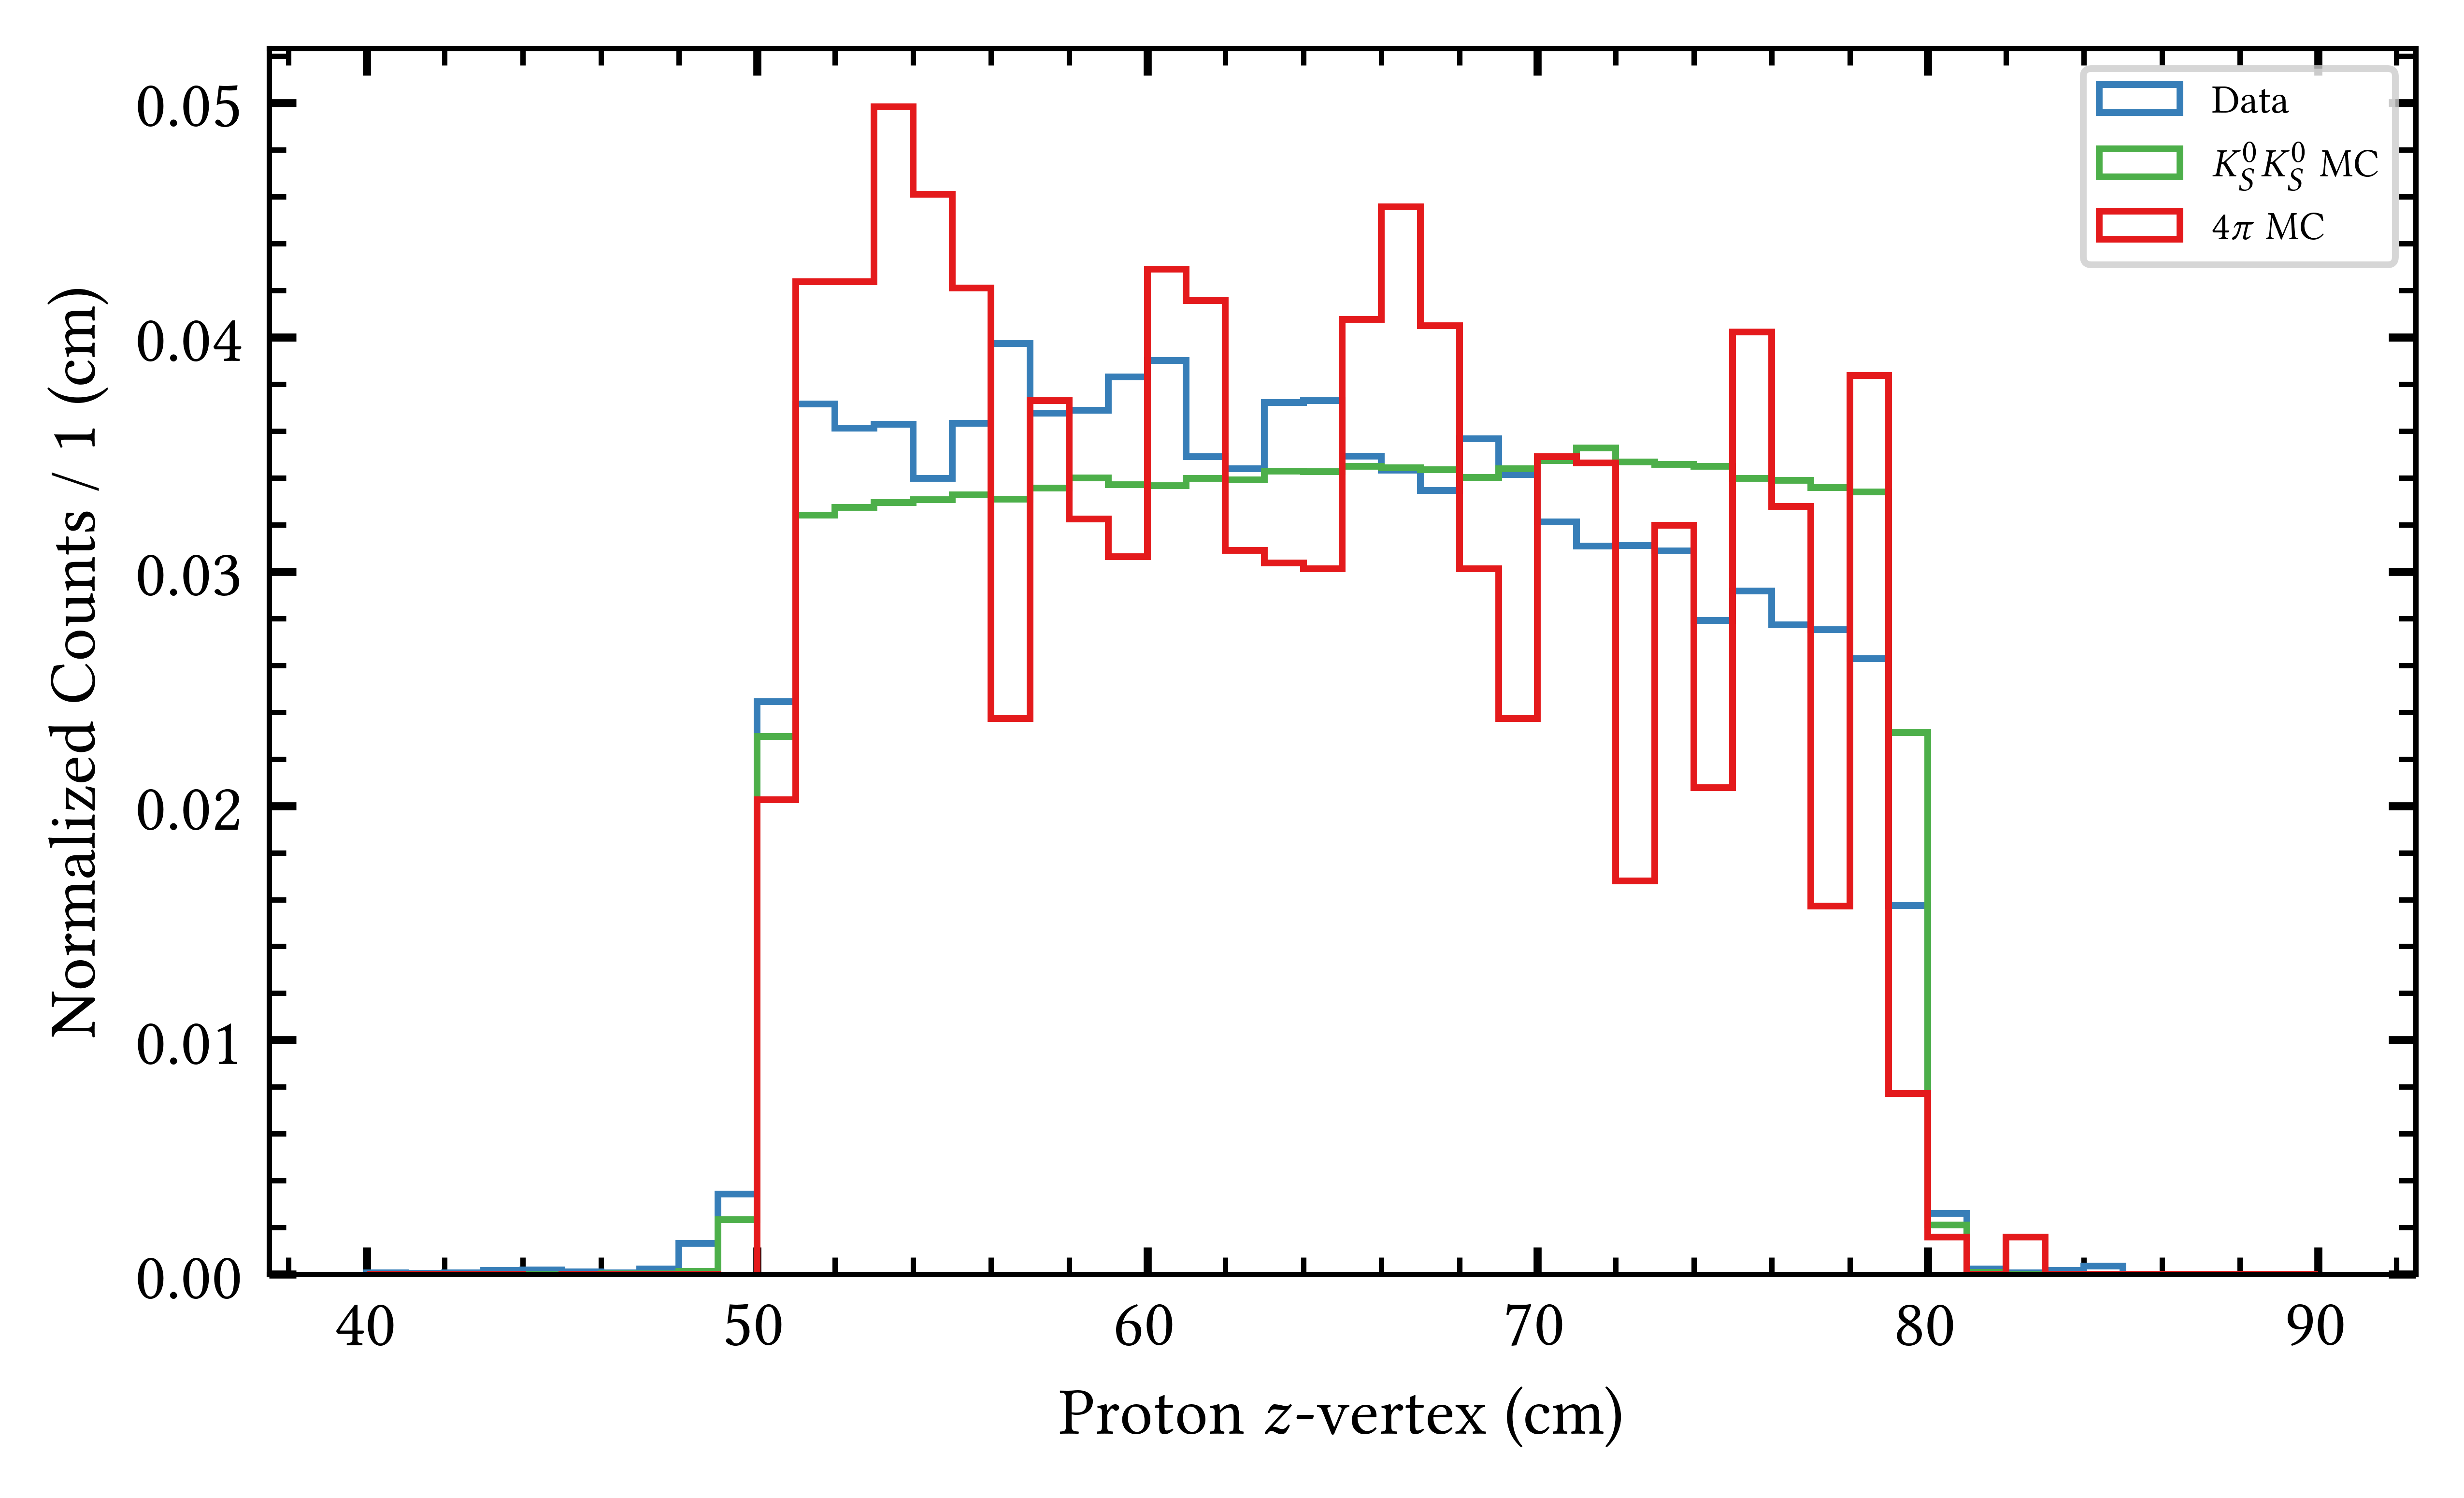 Normalized Counts / 1 (cm)
0.05
0.04
0.03
0.02
0.01
0.00
40 50 60 70 80 90
Proton z-vertex (cm)
Data
K_S^0 K_S^0 MC
4π MC